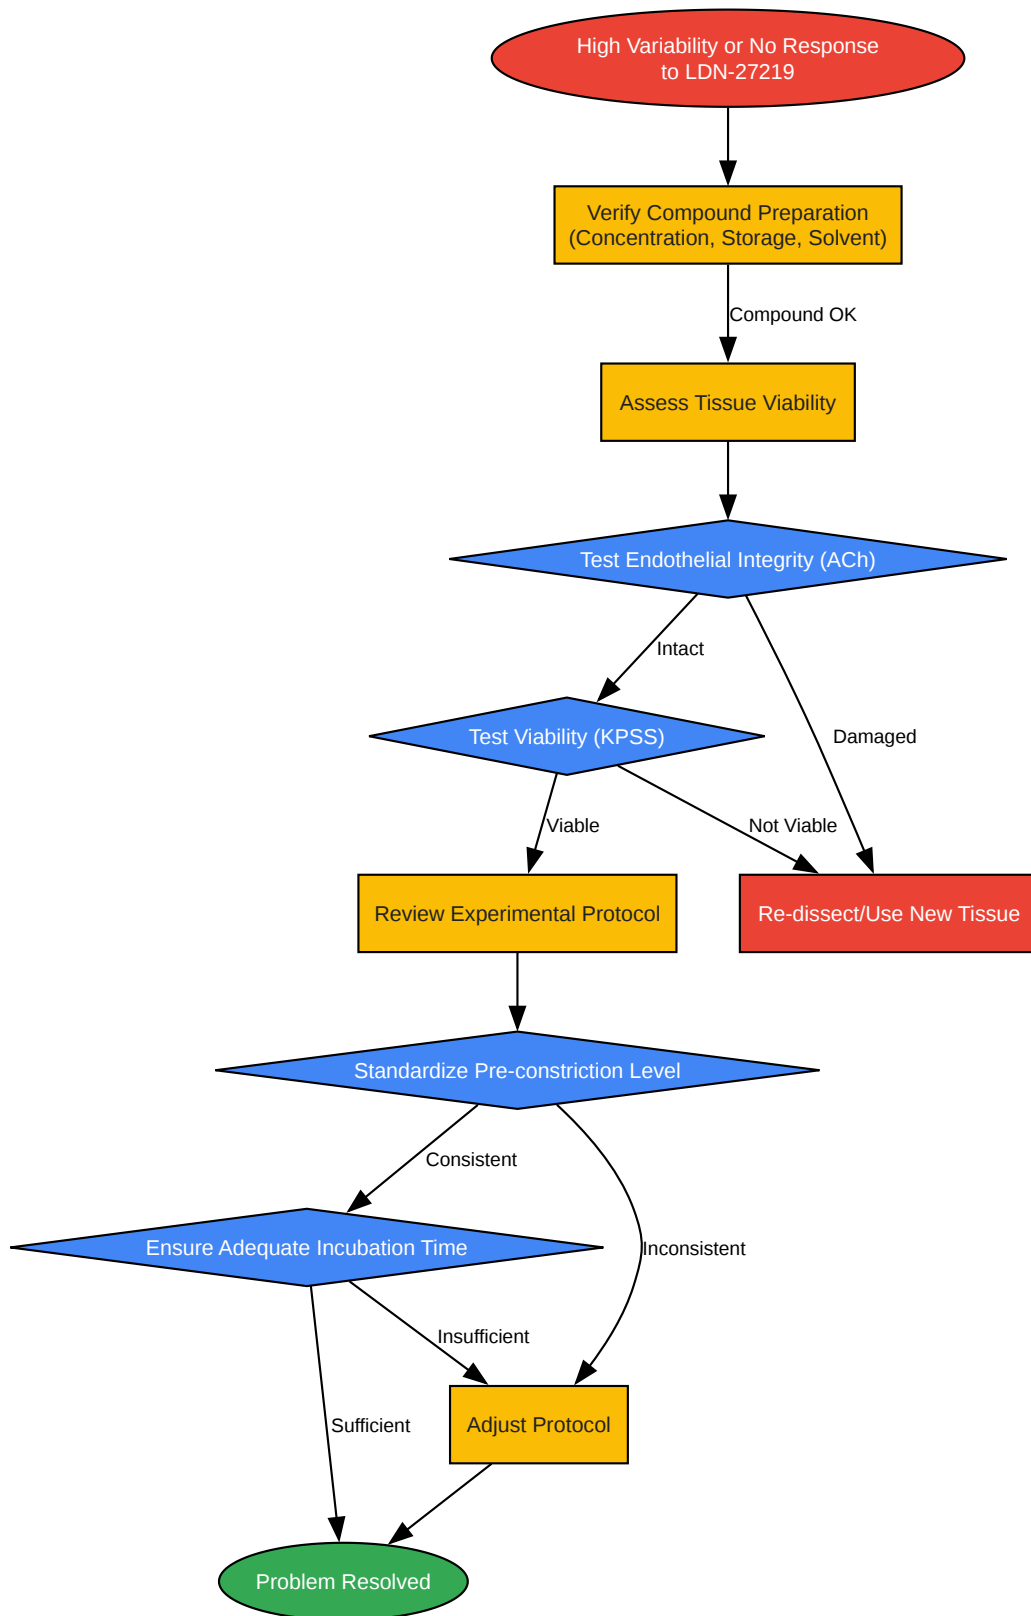 High Variability or No Response
to LDN-27219
Verify Compound Preparation
(Concentration, Storage, Solvent)
Compound OK
Assess Tissue Viability
Test Endothelial Integrity (ACh)
Intact
Test Viability (KPSS)
Damaged
Viable
Not Viable
Review Experimental Protocol
Re-dissect/Use New Tissue
Standardize Pre-constriction Level
Consistent
Ensure Adequate Incubation Time
Inconsistent
Insufficient
Sufficient
Adjust Protocol
Problem Resolved